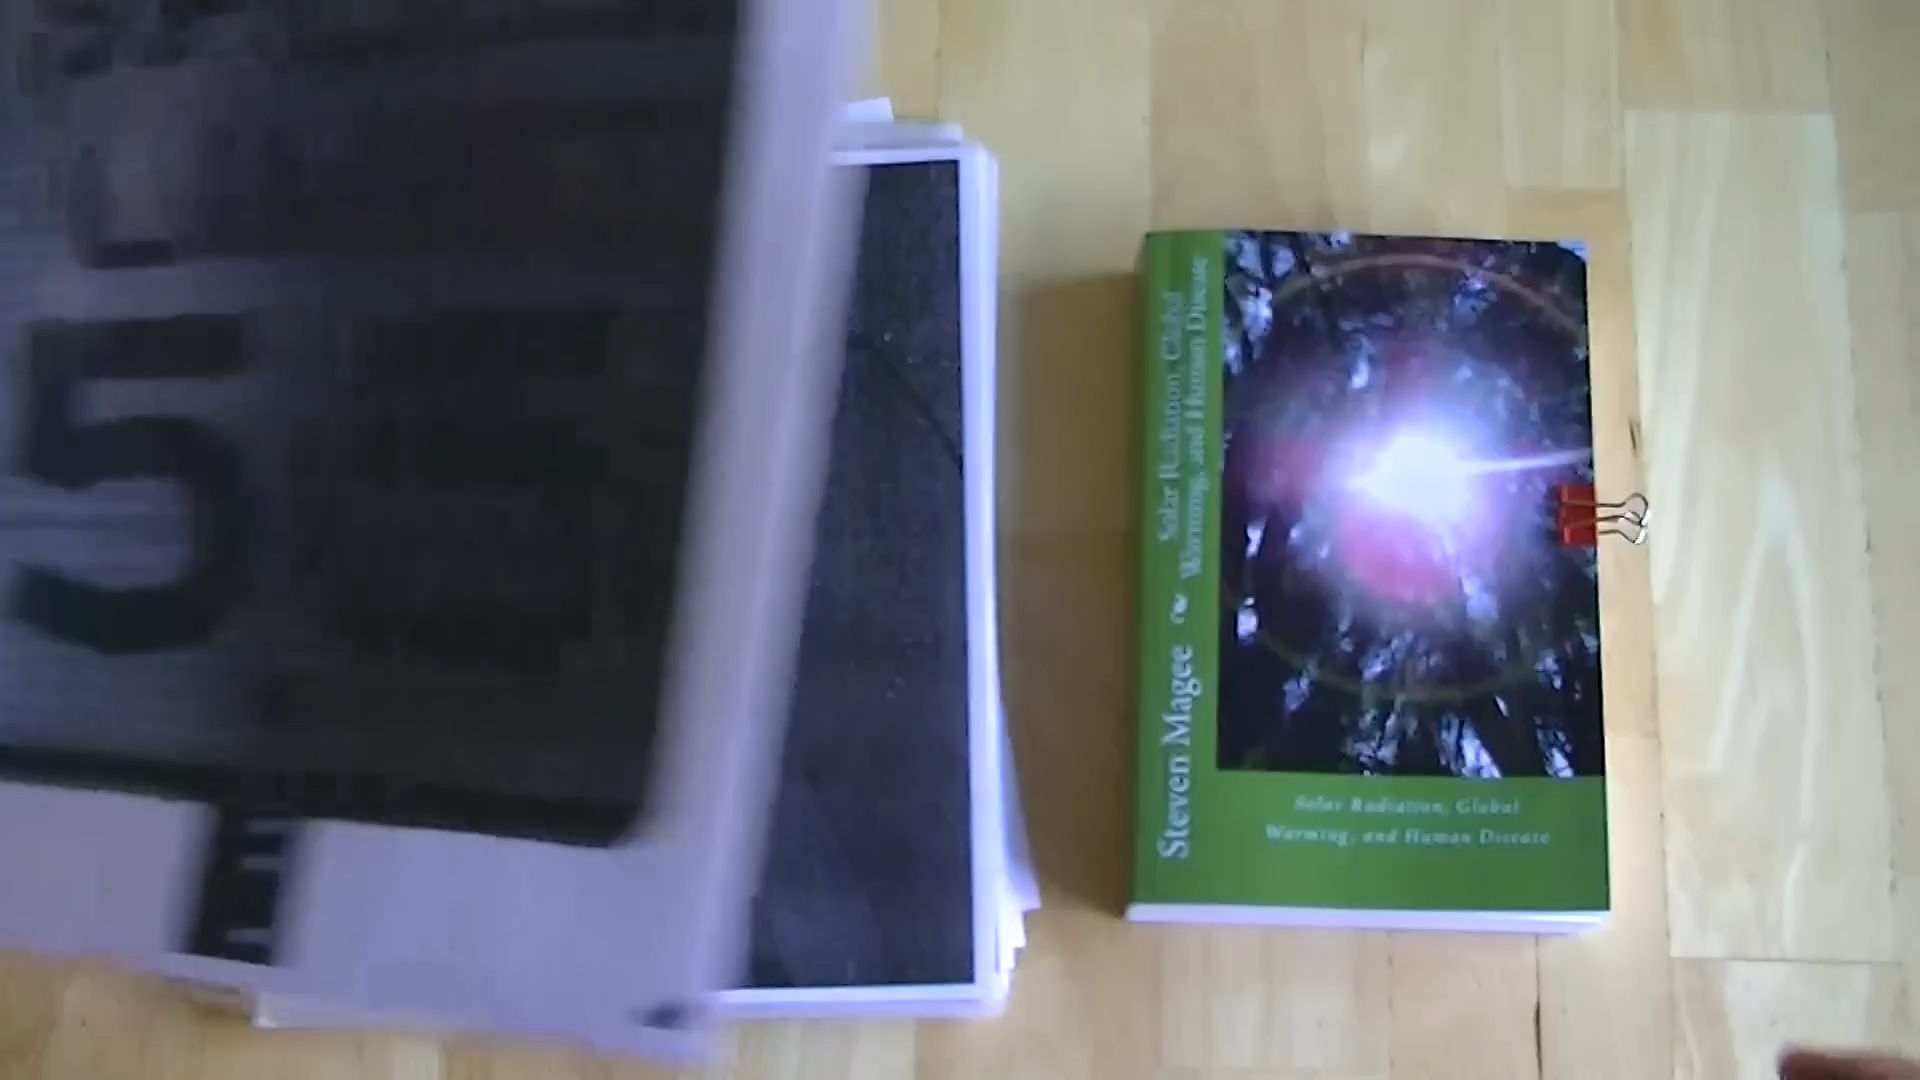 5
Steven Magee
Solar Radiation, Global
Warming, and Human Disease
Solar Radiation, Global
Warming, and Human Disease